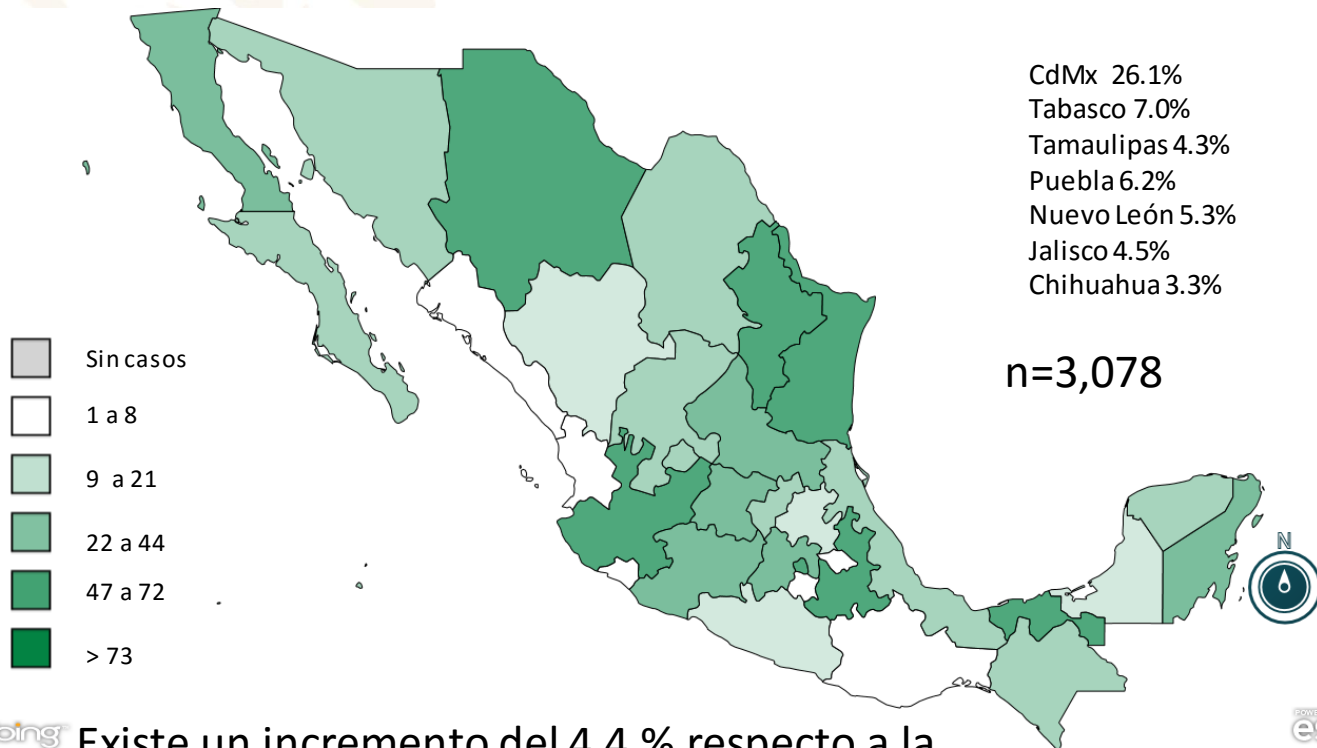 CdMx 26.1%
Tabasco 7.0%
Tamaulipas 4.3%
Puebla 6.2%
Nuevo León 5.3%
Jalisco 4.5%
Chihuahua 3.3%
n=3,078
Sin casos
1 a 8
9 a 21
22 a 44
47 a 72
> 73
N
bing
Existe un incremento del 4.4 % respecto a la